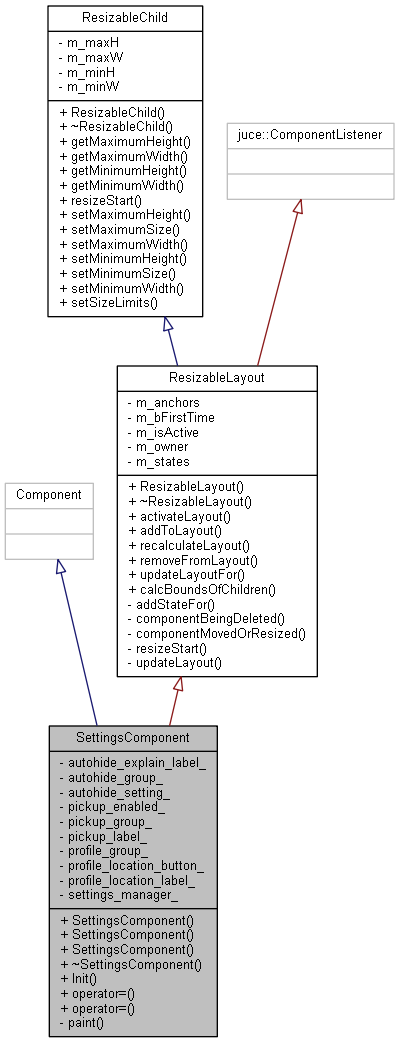 ResizableChild
- m_maxH
- m_maxW
- m_minH
- m_minW
+ ResizableChild()
+ ~ResizableChild()
+ getMaximumHeight()
+ getMaximumWidth()
+ getMinimumHeight()
+ getMinimumWidth()
+ resizeStart()
+ setMaximumHeight()
+ setMaximumSize()
+ setMaximumWidth()
+ setMinimumHeight()
+ setMinimumSize()
+ setMinimumWidth()
+ setSizeLimits()
juce::ComponentListener
ResizableLayout
- m_anchors
- m_bFirstTime
- m_isActive
- m_owner
- m_states
+ ResizableLayout()
+ ~ResizableLayout()
+ activateLayout()
+ addToLayout()
+ recalculateLayout()
+ removeFromLayout()
+ updateLayoutFor()
+ calcBoundsOfChildren()
- addStateFor()
- componentBeingDeleted()
- componentMovedOrResized()
- resizeStart()
- updateLayout()
Component
SettingsComponent
- autohide_explain_label_
- autohide_group_
- autohide_setting_
- pickup_enabled_
- pickup_group_
- pickup_label_
- profile_group_
- profile_location_button_
- profile_location_label_
- settings_manager_
+ SettingsComponent()
+ SettingsComponent()
+ SettingsComponent()
+ ~SettingsComponent()
+ Init()
+ operator=()
+ operator=()
- paint()